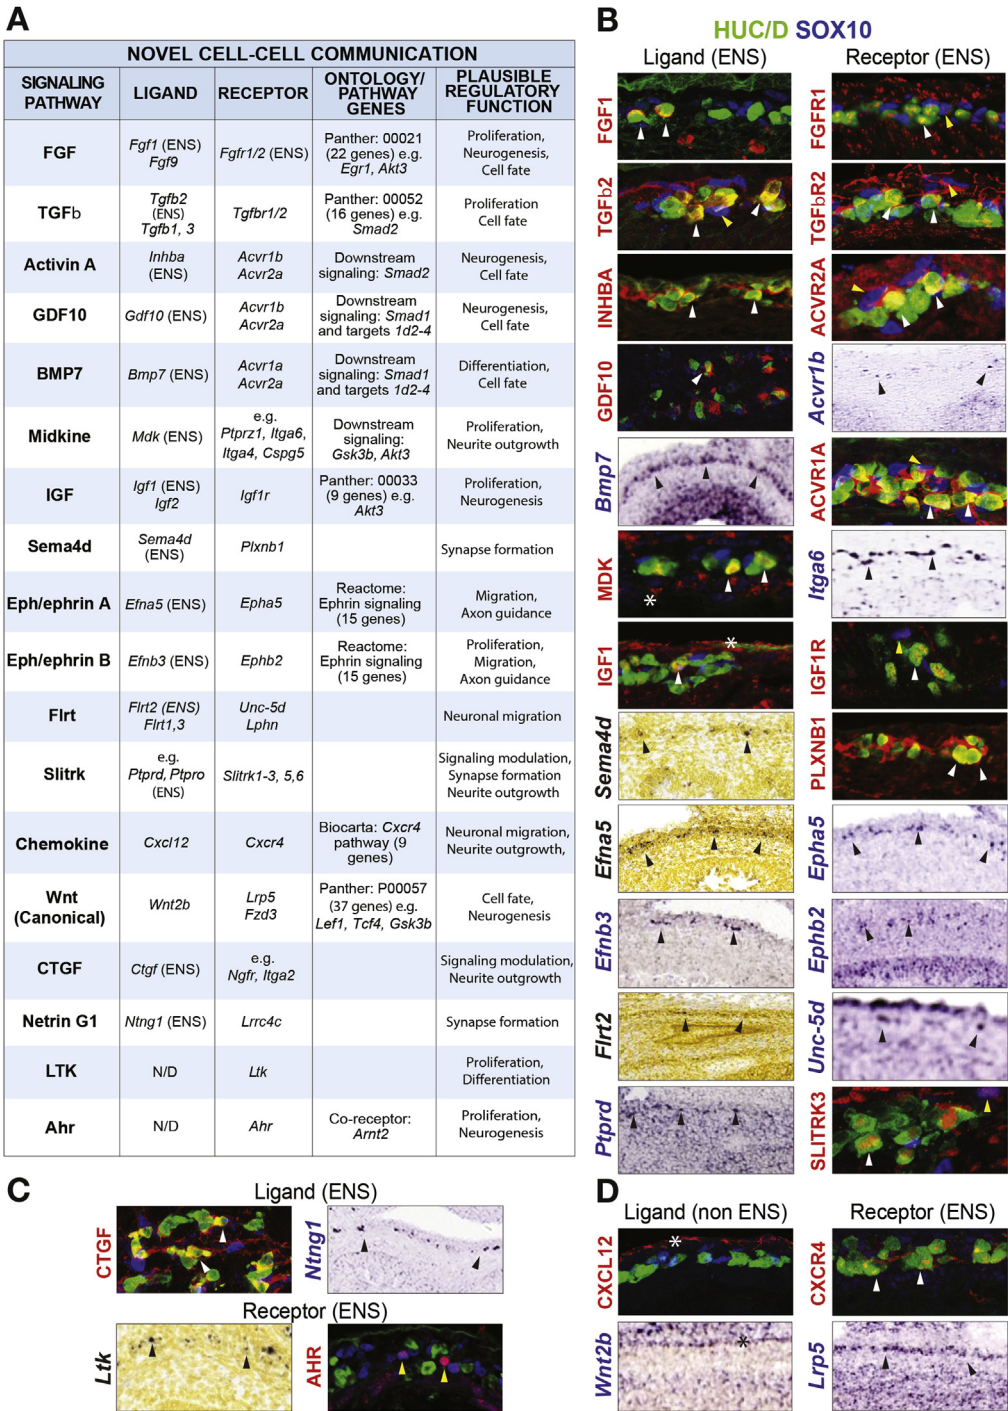 A
NOVEL CELL-CELL COMMUNICATION
SIGNALING PATHWAY LIGAND RECEPTOR ONTOLOGY/ PATHWAY GENES PLAUSIBLE REGULATORY FUNCTION
FGF
Fgf1 (ENS)
Fgf9
Fgfr1/2 (ENS)
Panther: 00021
(22 genes) e.g.
Egr1, Akt3
Proliferation,
Neurogenesis,
Cell fate
TGFb
Tgfb2
(ENS)
Tgfb1, 3
Tgfbr1/2
Panther: 00052
(16 genes) e.g.
Smad2
Proliferation
Cell fate
Activin A
Inhba
(ENS)
Acvr1b
Acvr2a
Downstream
signaling: Smad2
Neurogenesis,
Cell fate
GDF10
Gdf10 (ENS)
Acvr1b
Acvr2a
Downstream
signaling: Smad1
and targets 1d2-4
Neurogenesis,
Cell fate
BMP7
Bmp7 (ENS)
Acvr1a
Acvr2a
Downstream
signaling: Smad1
and targets 1d2-4
Differentiation,
Cell fate
Midkine
Mdk (ENS)
e.g.
Ptprz1, Itga6,
Itga4, Cspg5
Downstream
signaling:
Gsk3b, Akt3
Proliferation,
Neurite outgrowth
IGF
Igf1 (ENS)
Igf2
Igf1r
Panther: 00033
(9 genes) e.g.
Akt3
Proliferation,
Neurogenesis
Sema4d
Sema4d
(ENS)
Plxnb1
Synapse formation
Eph/ephrin A
Efna5 (ENS)
Epha5
Reactome:
Ephrin signaling
(15 genes)
Migration,
Axon guidance
Eph/ephrin B
Efnb3 (ENS)
Ephb2
Reactome:
Ephrin signaling
(15 genes)
Proliferation,
Migration,
Axon guidance
Flrt
Flrt2 (ENS)
Flrt1,3
Unc-5d
Lphn
Neuronal migration
Slitrk
e.g.
Ptprd, Ptpro
(ENS)
Slitrk1-3, 5,6
Signaling modulation,
Synapse formation
Neurite outgrowth
Chemokine
Cxcl12
Cxcr4
Biocarta: Cxcr4
pathway (9
genes)
Neuronal migration,
Neurite outgrowth,
Wnt
(Canonical)
Wnt2b
Lrp5
Fzd3
Panther: P00057
(37 genes) e.g.
Lef1, Tcf4, Gsk3b
Cell fate,
Neurogenesis
CTGF
Ctgf (ENS)
e.g.
Ngfr, Itga2
Signaling modulation,
Neurite outgrowth
Netrin G1
Ntng1 (ENS)
Lrrc4c
Synapse formation
LTK
N/D
Ltk
Proliferation,
Differentiation
Ahr
N/D
Ahr
Co-receptor:
Arnt2
Proliferation,
Neurogenesis
B
HUC/D SOX10
Ligand (ENS) Receptor (ENS)
FGF1 FGFR1
TGFb2 TGFbR2
INHBA ACVR2A
GDF10 Acvr1b
Bmp7 ACVR1A
MDK Itga6
*
IGF1 IGF1R
*
Sema4d PLXNB1
Efna5 Epha5
Efnb3 Ephb2
Flrt2 Unc-5d
Ptprd SLITRK3
C
Ligand (ENS)
CTGF Ntng1
Receptor (ENS)
Ltk AHR
D
Ligand (non ENS) Receptor (ENS)
CXCL12 CXCR4
*
Wnt2b Lrp5
*